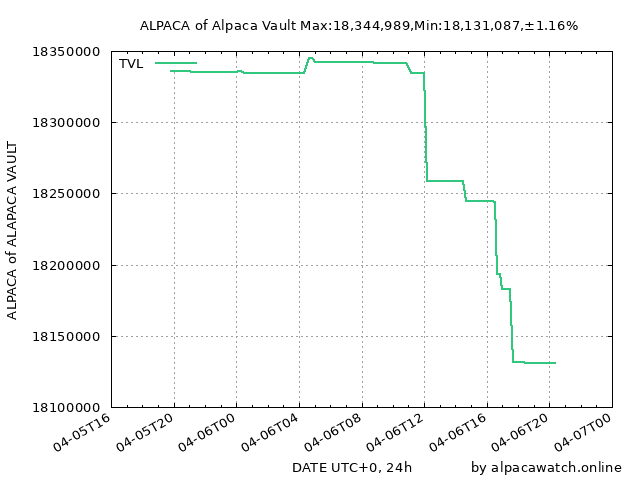 ALPACA of Alpaca Vault Max:18,344,989,Min:18,131,087,±1.16%
18350000
TVL
18300000
18250000
18200000
18150000
18100000
ALPACA of ALAPACA VAULT
04-05T16
04-05T20
04-06T00
04-06T04
04-06T08
04-06T12
04-06T16
04-06T20
04-07T00
DATE UTC+0, 24h
by alpacawatch.online